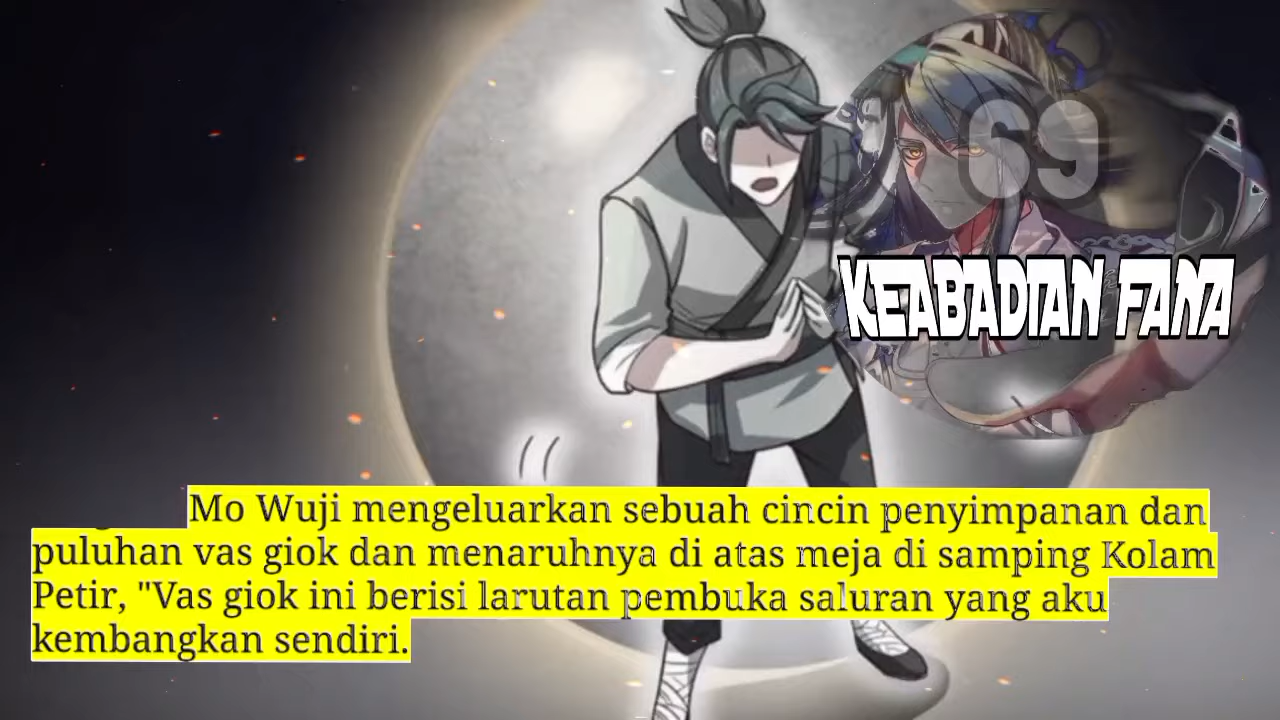 69
KEABADIAN FANA
Mo Wuji mengeluarkan sebuah cincin penyimpanan dan
puluhan vas giok dan menaruhnya di atas meja di samping Kolam
Petir, "Vas giok ini berisi larutan pembuka saluran yang aku
kembangkan sendiri.